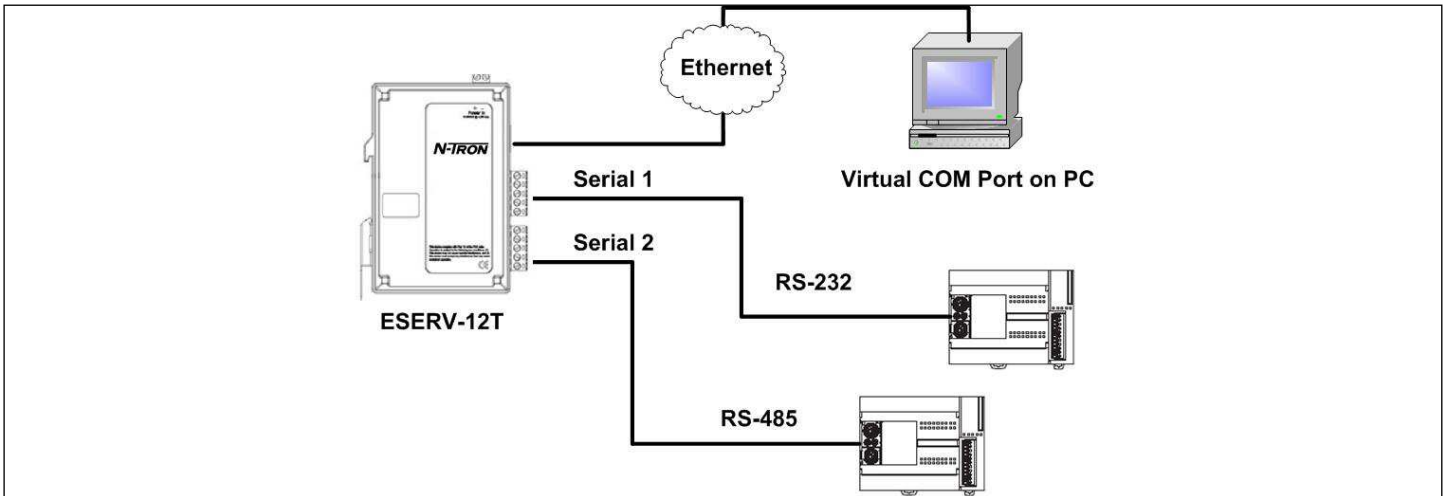 Ethernet
N-TRON
Serial 1
Virtual COM Port on PC
Serial 2
RS-232
ESERV-12T
RS-485